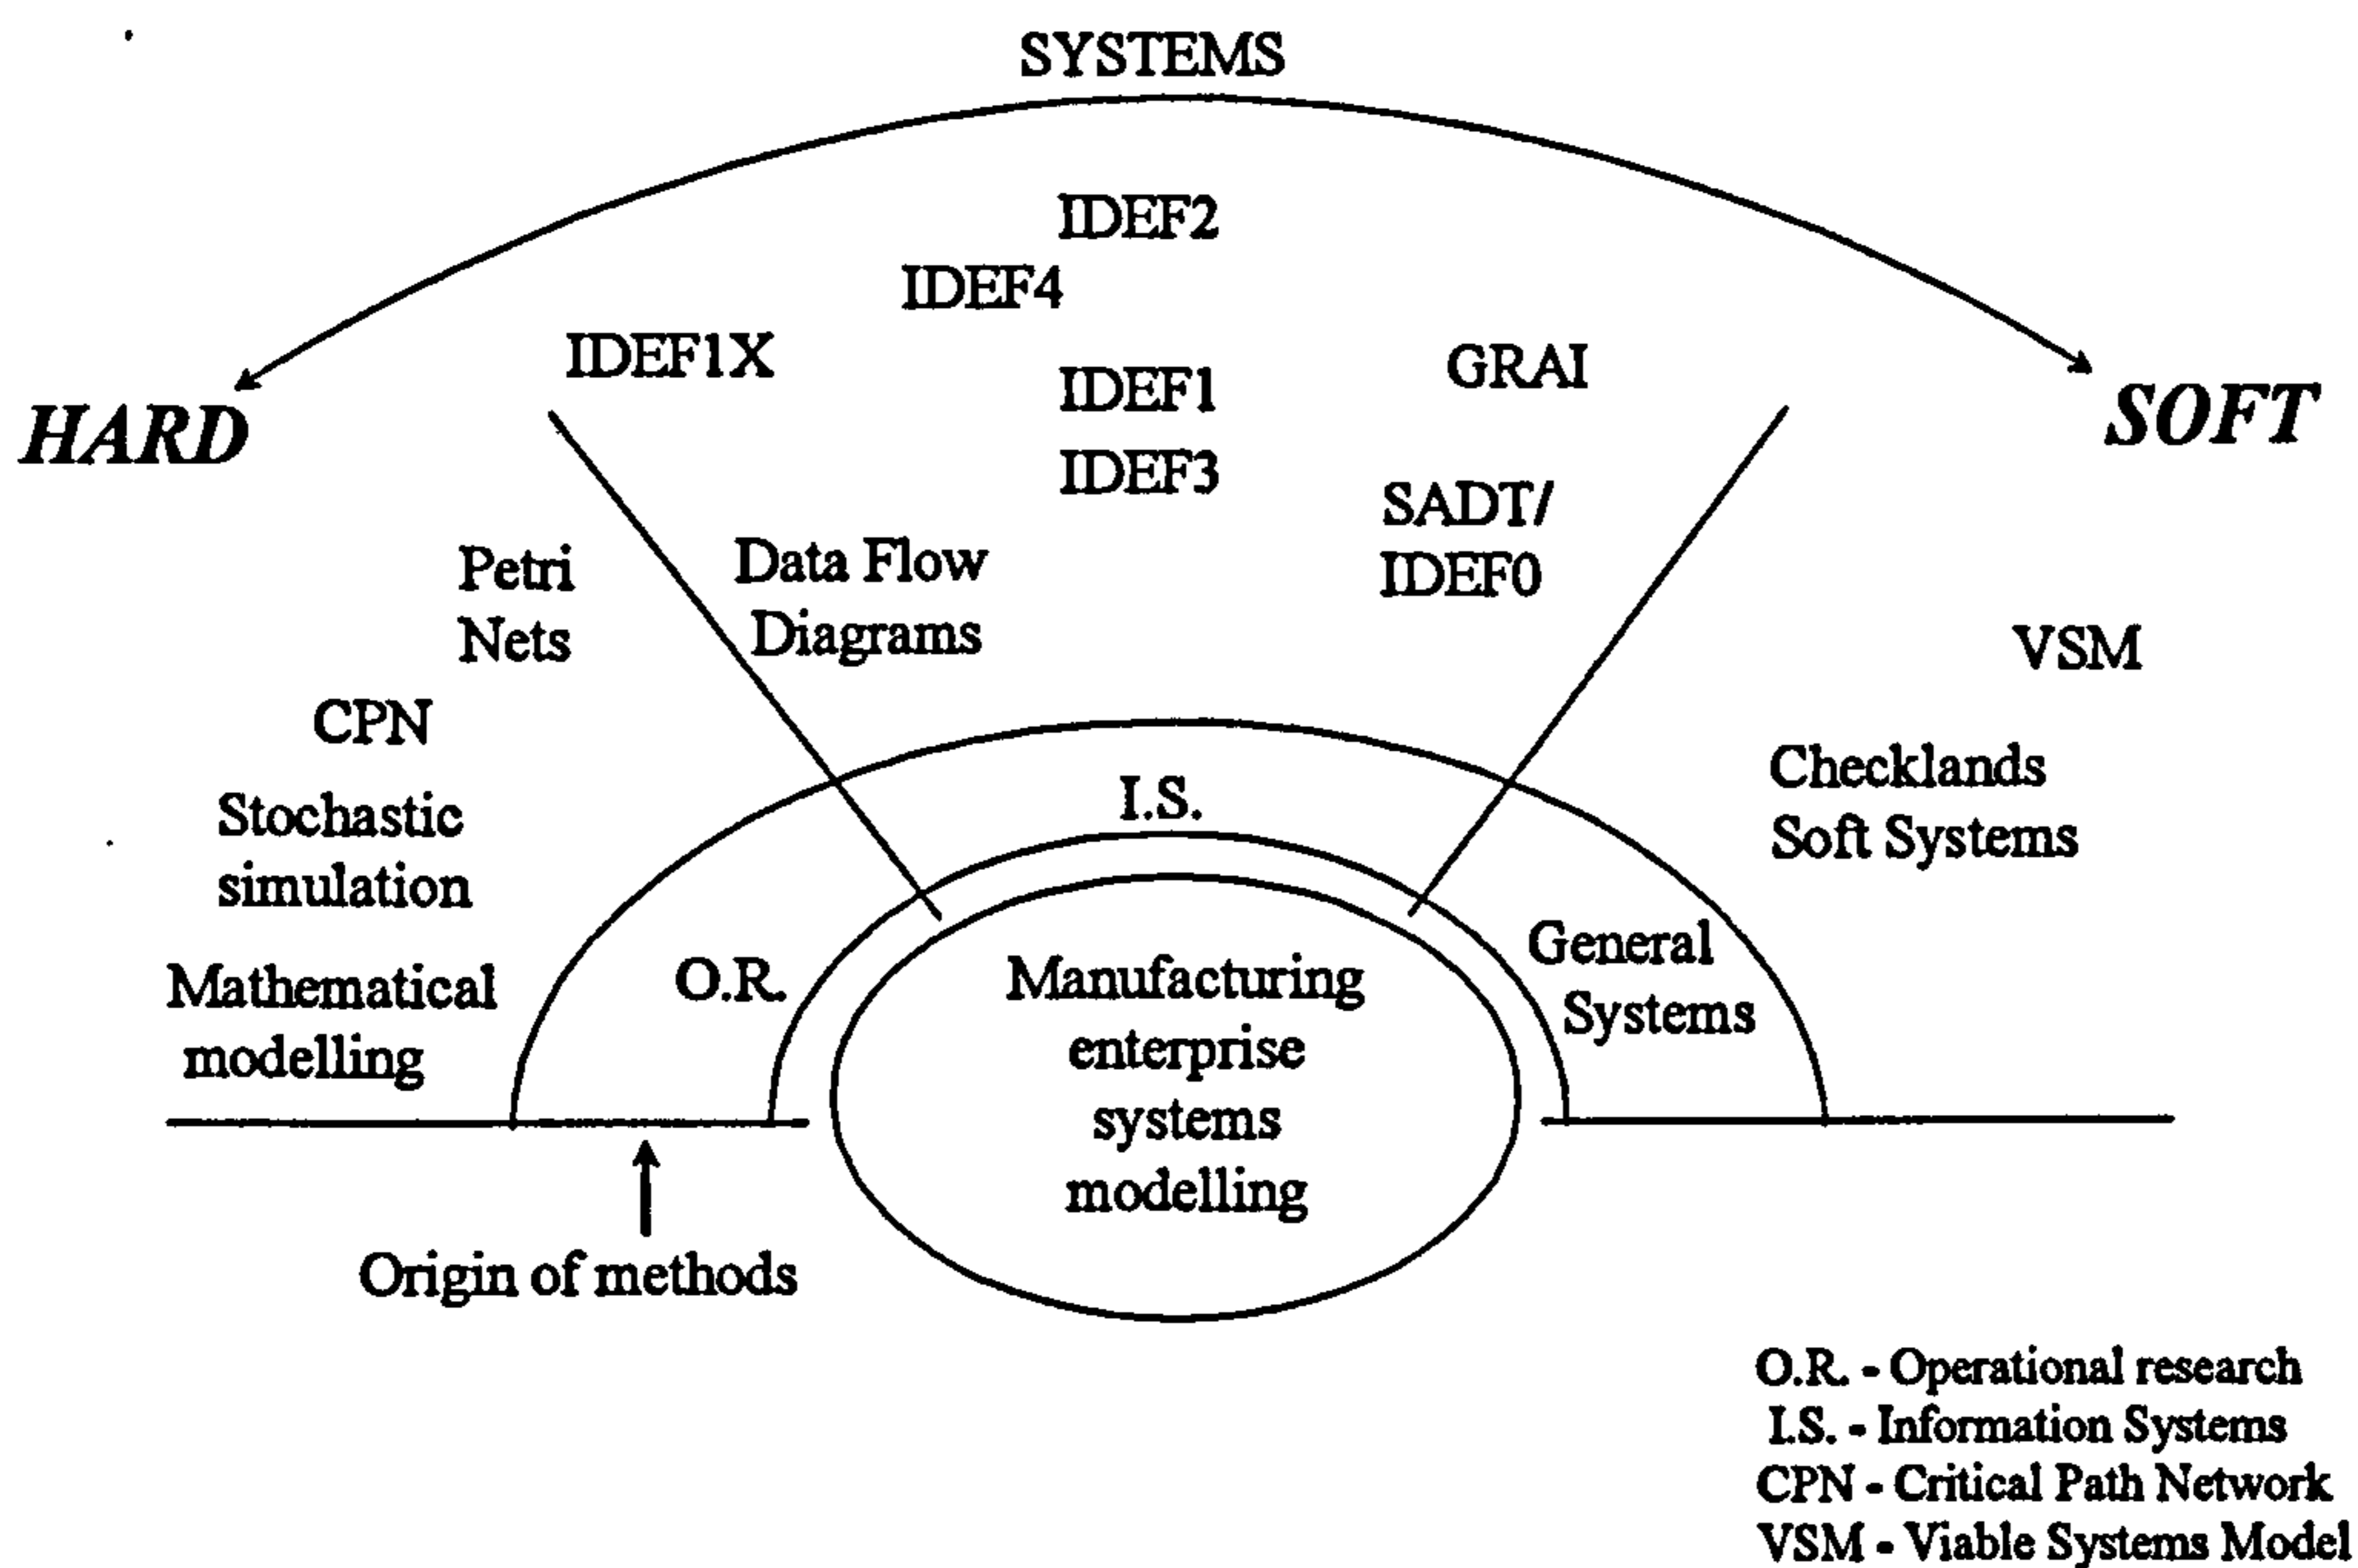 SYSTEMS
IDEF2
IDEF4
IDEF1X
GRAI
IDEF1
HARD
SOFT
IDEF3
SADT/
IDEF0
Petri
Nets
Data Flow
Diagrams
VSM
CPN
Checklands
Soft Systems
I.S.
Stochastic
simulation
General
Systems
O.R.
Mathematical
modelling
Manufacturing
enterprise
systems
modelling
Origin of methods
O.R. - Operational research
I.S. - Information Systems
CPN - Critical Path Network
VSM - Viable Systems Model